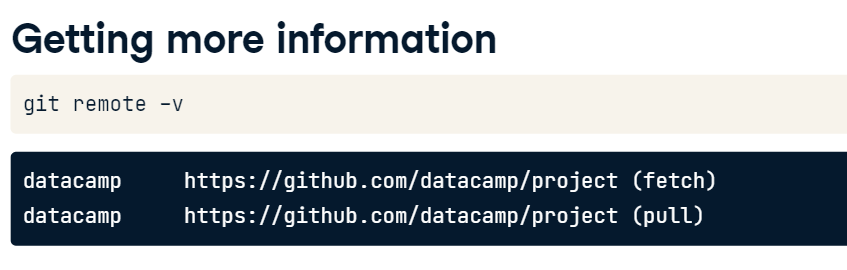 Getting more information
git remote -v
datacamp https://github.com/datacamp/project (fetch)
datacamp https://github.com/datacamp/project (pull)